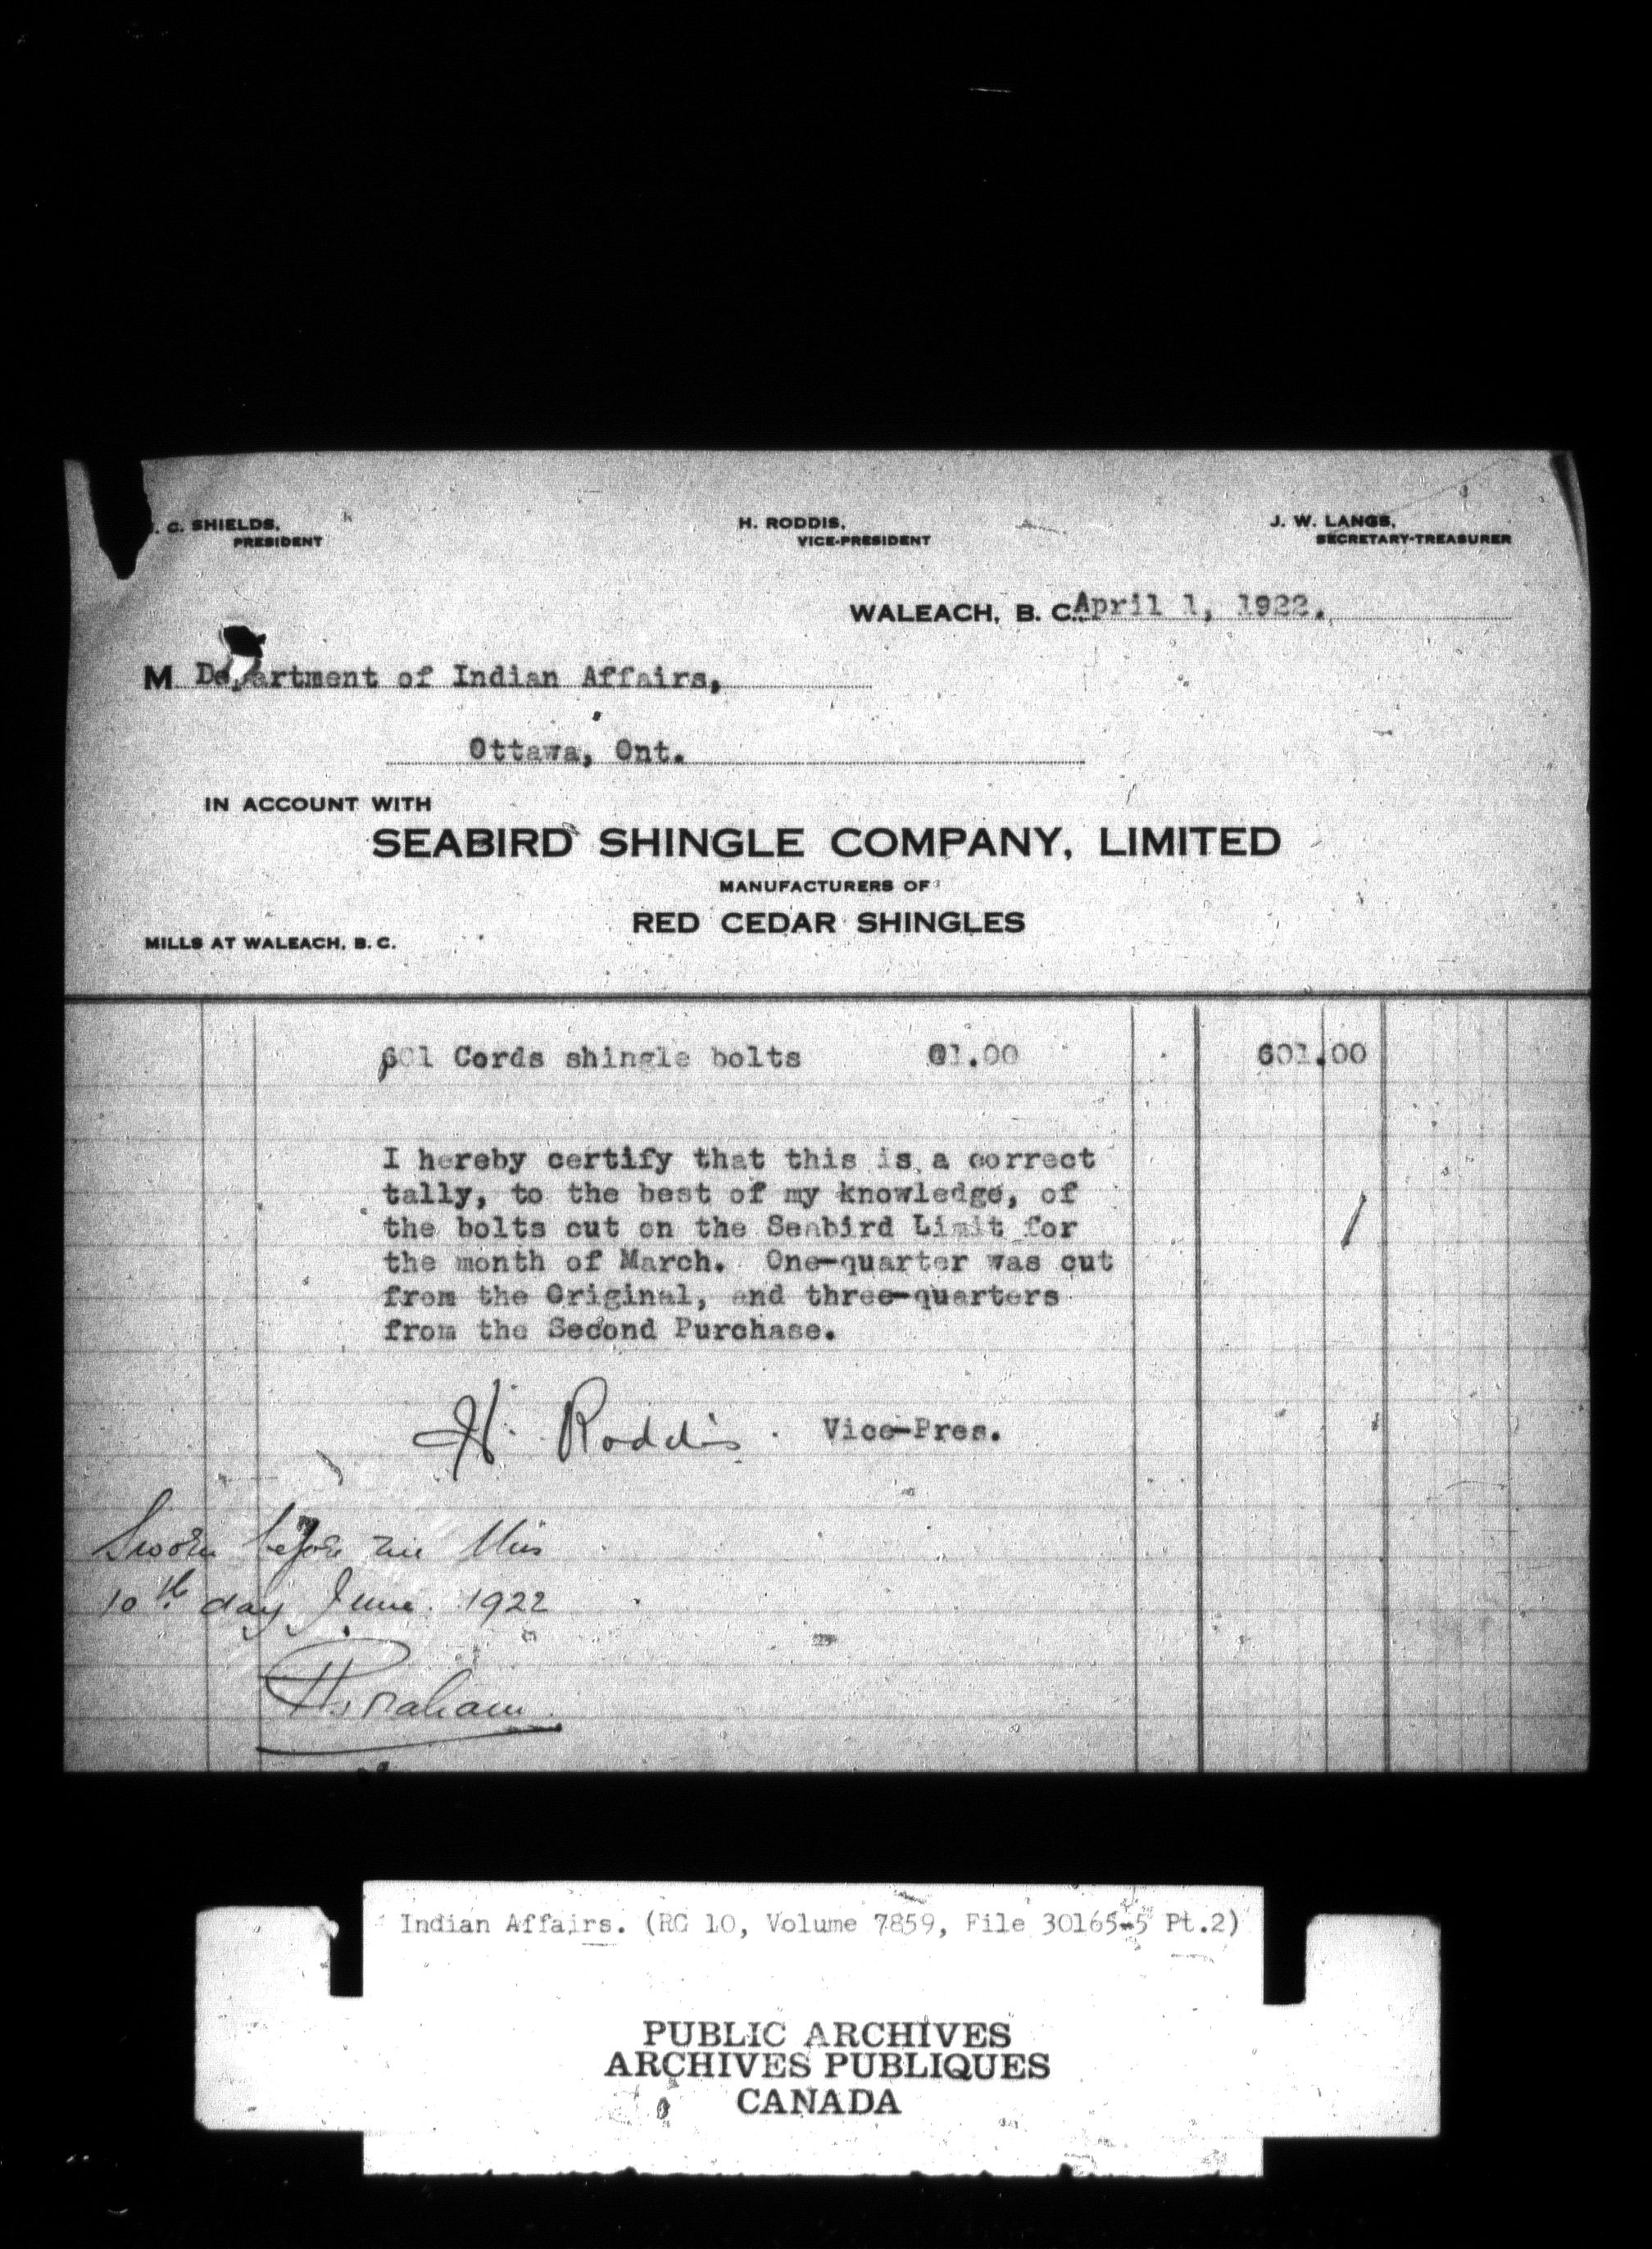 C. SHIELDS,
PRESIDENT
H. RODDIS,
VICE-PRESIDENT
J. W. LANGS,
SECRETARY-TREASURER
WALEACH, B. C. April 1, 1922.
M Department of Indian Affairs,
Ottawa, Ont.
IN ACCOUNT WITH
SEABIRD SHINGLE COMPANY, LIMITED
MANUFACTURERS OF
RED CEDAR SHINGLES
MILLS AT WALEACH, B. C.
601 Cords shingle bolts @1.00 601.00
I hereby certify that this is a correct
tally, to the best of my knowledge, of
the bolts cut on the Seabird Limit for
the month of March. One-quarter was cut
from the Original, and three-quarters
from the Second Purchase.
H. Roddis. Vice-Pres.
Sworn before me this
10th day June 1922
Indian Affairs. (RG 10, Volume 7859, File 30165-5 Pt.2)
PUBLIC ARCHIVES
ARCHIVES PUBLIQUES
CANADA